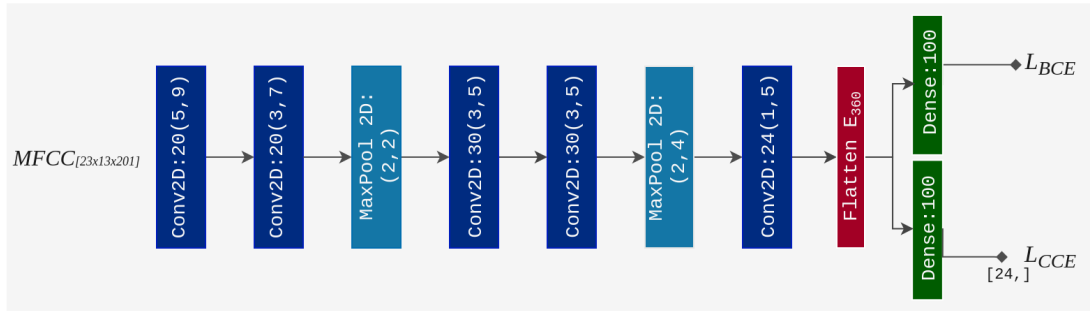 MFCC[23x13x201]
Conv2D:20(5,9)
Conv2D:20(3,7)
MaxPool 2D:
(2,2)
Conv2D:30(3,5)
Conv2D:30(3,5)
MaxPool 2D:
(2,4)
Conv2D:24(1,5)
Flatten E360
Dense:100
LBCE
Dense:100
LCCE
[24,]